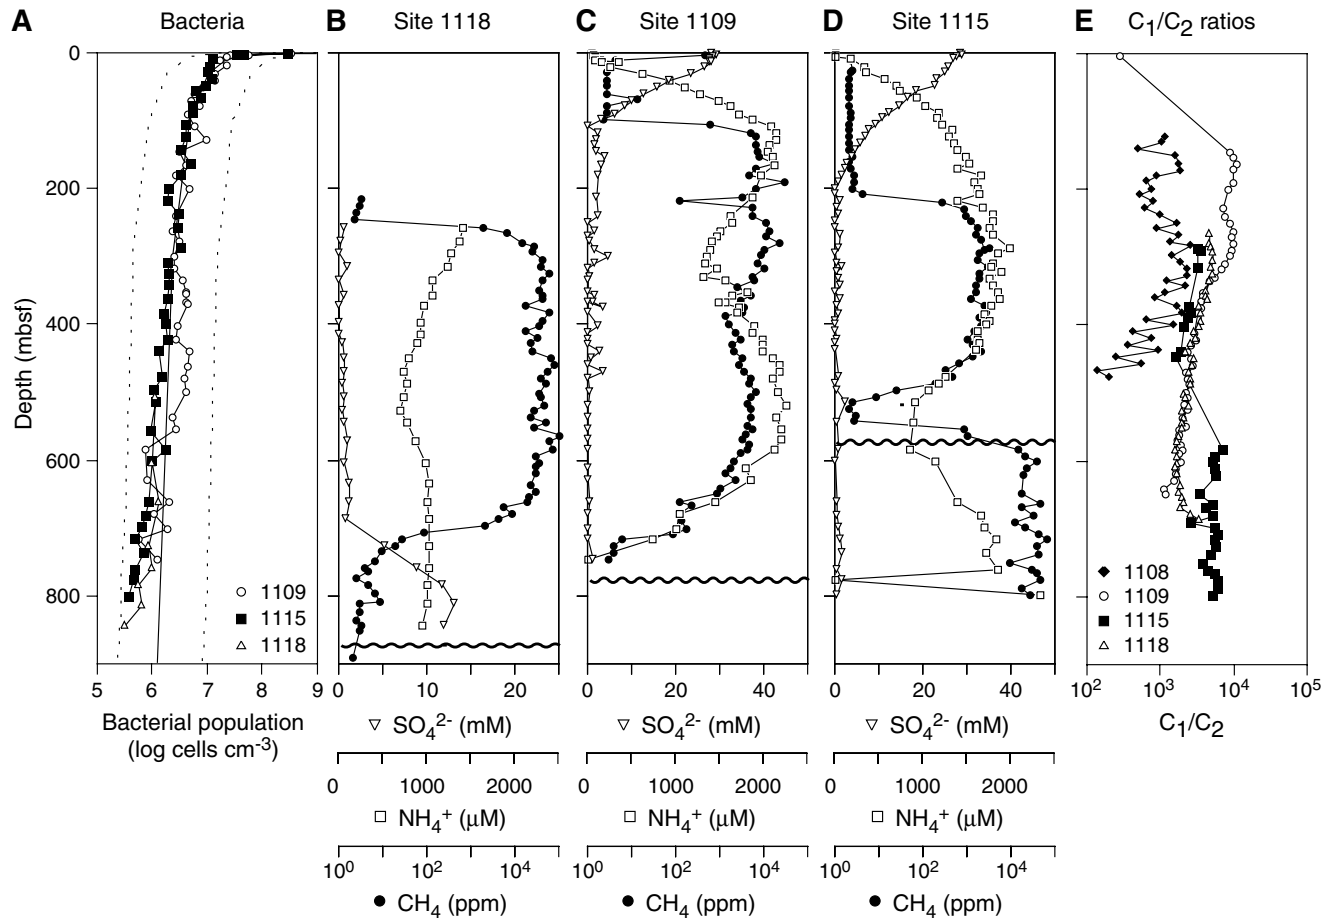 A Bacteria B Site 1118 C Site 1109 D Site 1115 E C₁/C₂ ratios
Depth (mbsf)
0
200
400
600
800
1109
1115
1118
1108
1109
1115
1118
5 6 7 8 9 0 10 20 0 20 40 0 20 40 10² 10³ 10⁴ 10⁵
Bacterial population
(log cells cm⁻³)
SO₄²⁻ (mM) SO₄²⁻ (mM) SO₄²⁻ (mM) C₁/C₂
0 1000 2000 0 1000 2000 0 1000 2000
NH₄⁺ (μM) NH₄⁺ (μM) NH₄⁺ (μM)
10⁰ 10² 10⁴ 10⁰ 10² 10⁴ 10⁰ 10² 10⁴
CH₄ (ppm) CH₄ (ppm) CH₄ (ppm)